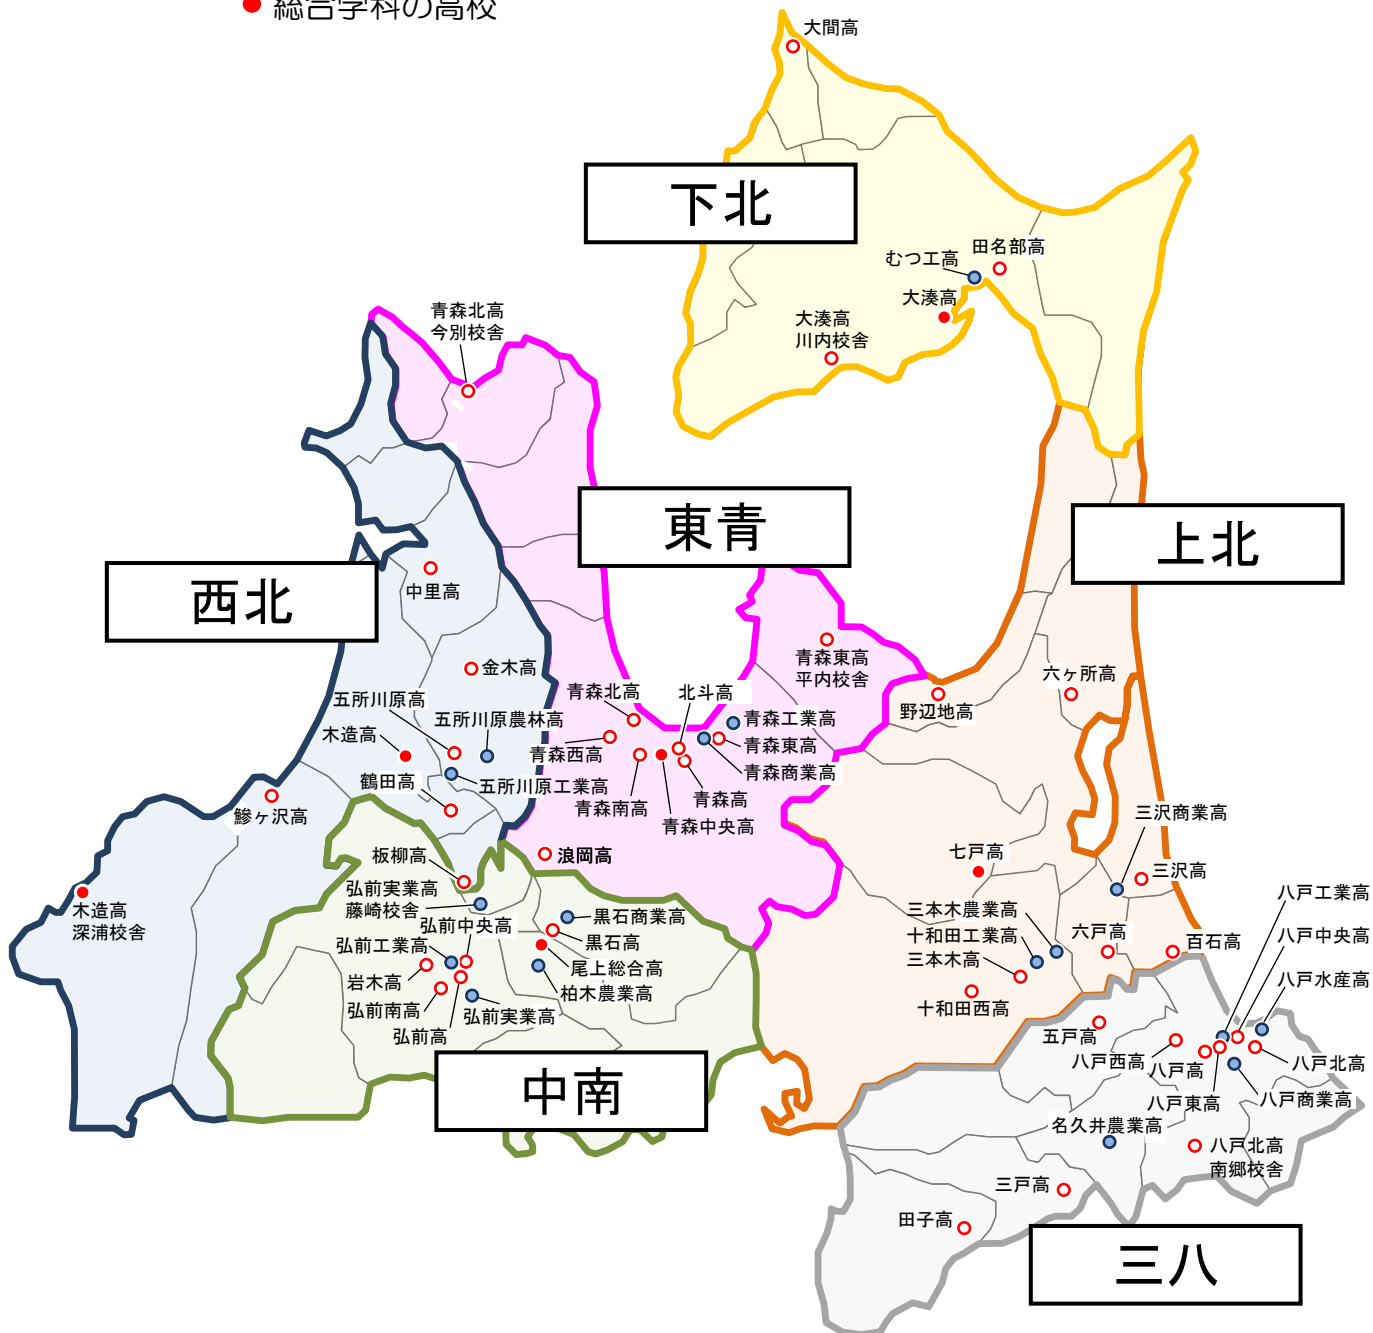 総合学科の高校
大間高
下北
田名部高
むつ工高
大湊高
大湊高
川内校舎
青森北高
今別校舎
東青
上北
西北
中里高
金木高
五所川原高
五所川原農林高
木造高
鶴田高
五所川原工業高
鰺ヶ沢高
木造高
深浦校舎
青森東高
平内校舎
青森北高
北斗高
青森工業高
青森西高
青森東高
青森商業高
青森南高
青森高
青森中央高
浪岡高
野辺地高
六ヶ所高
三沢商業高
七戸高
三沢高
三本木農業高
十和田工業高
三本木高
六戸高
百石高
十和田西高
板柳高
弘前実業高
藤崎校舎
弘前中央高
弘前工業高
岩木高
弘前南高
弘前高
弘前実業高
黒石商業高
黒石高
尾上総合高
柏木農業高
中南
八戸工業高
八戸中央高
八戸水産高
五戸高
八戸西高
八戸高
八戸北高
八戸東高
八戸商業高
名久井農業高
八戸北高
南郷校舎
三戸高
田子高
三八